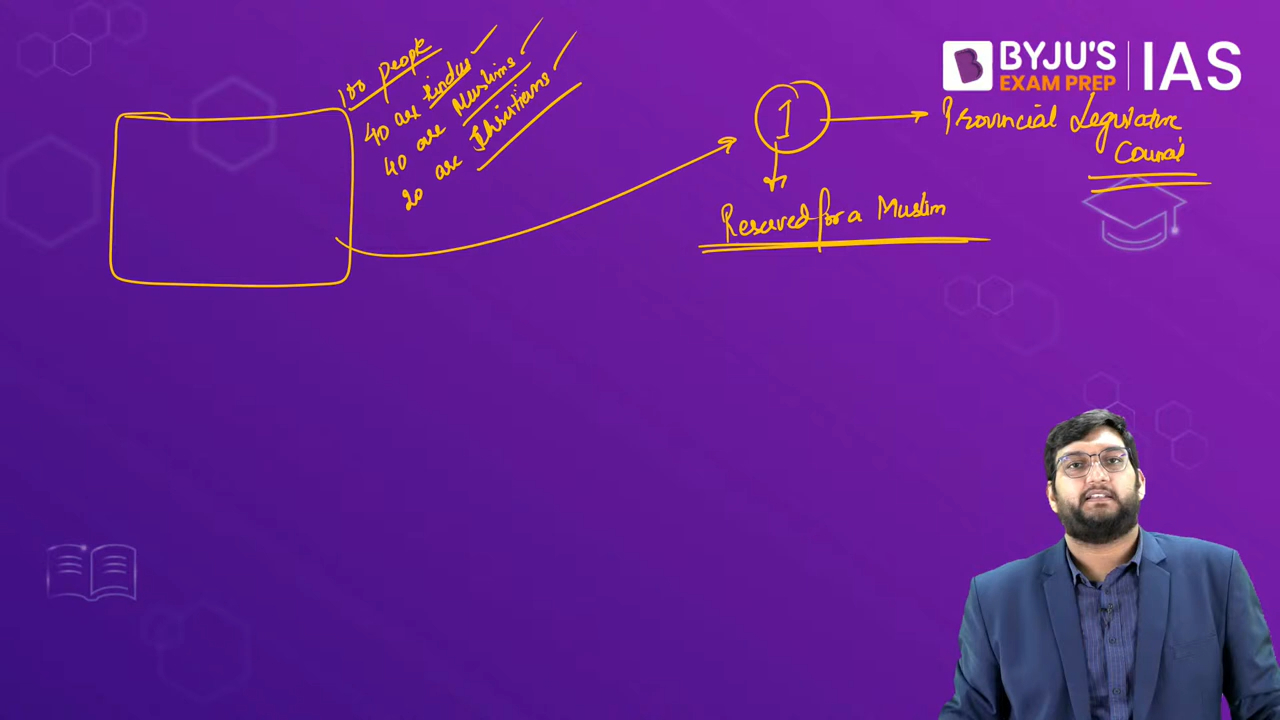 100 people
40 are Hindus
40 are Muslims
20 are Christians
1
Reserved for a Muslim
Provincial Legislature
Council
BYJU'S
EXAM PREP
IAS
B